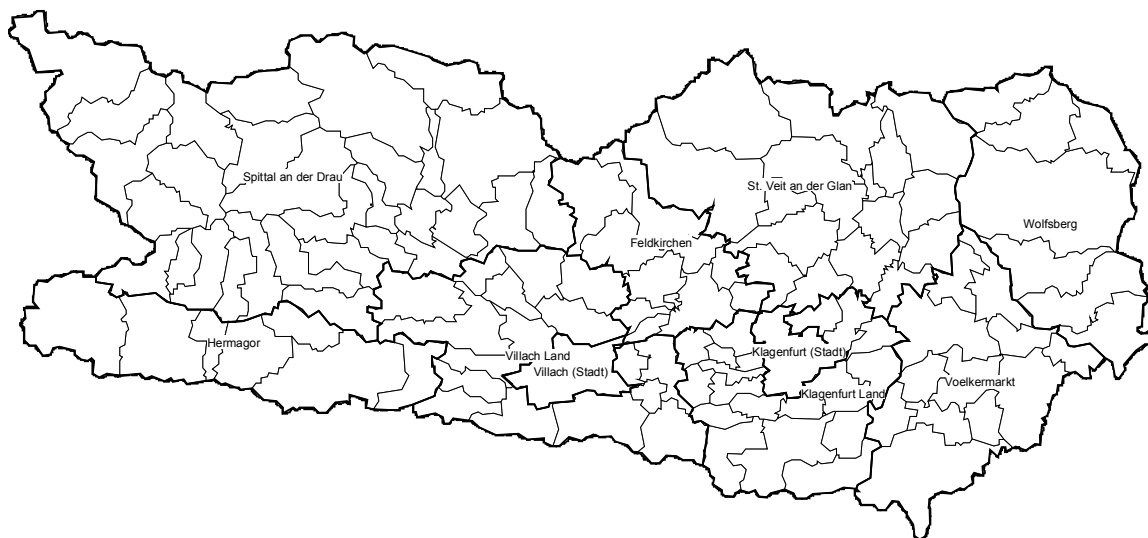 Spittal an der Drau
St. Veit an der Glan
Wolfsberg
Feldkirchen
Hermagor
Villach Land
Klagenfurt (Stadt)
Villach (Stadt)
Voelkermarkt
Klagenfurt Land